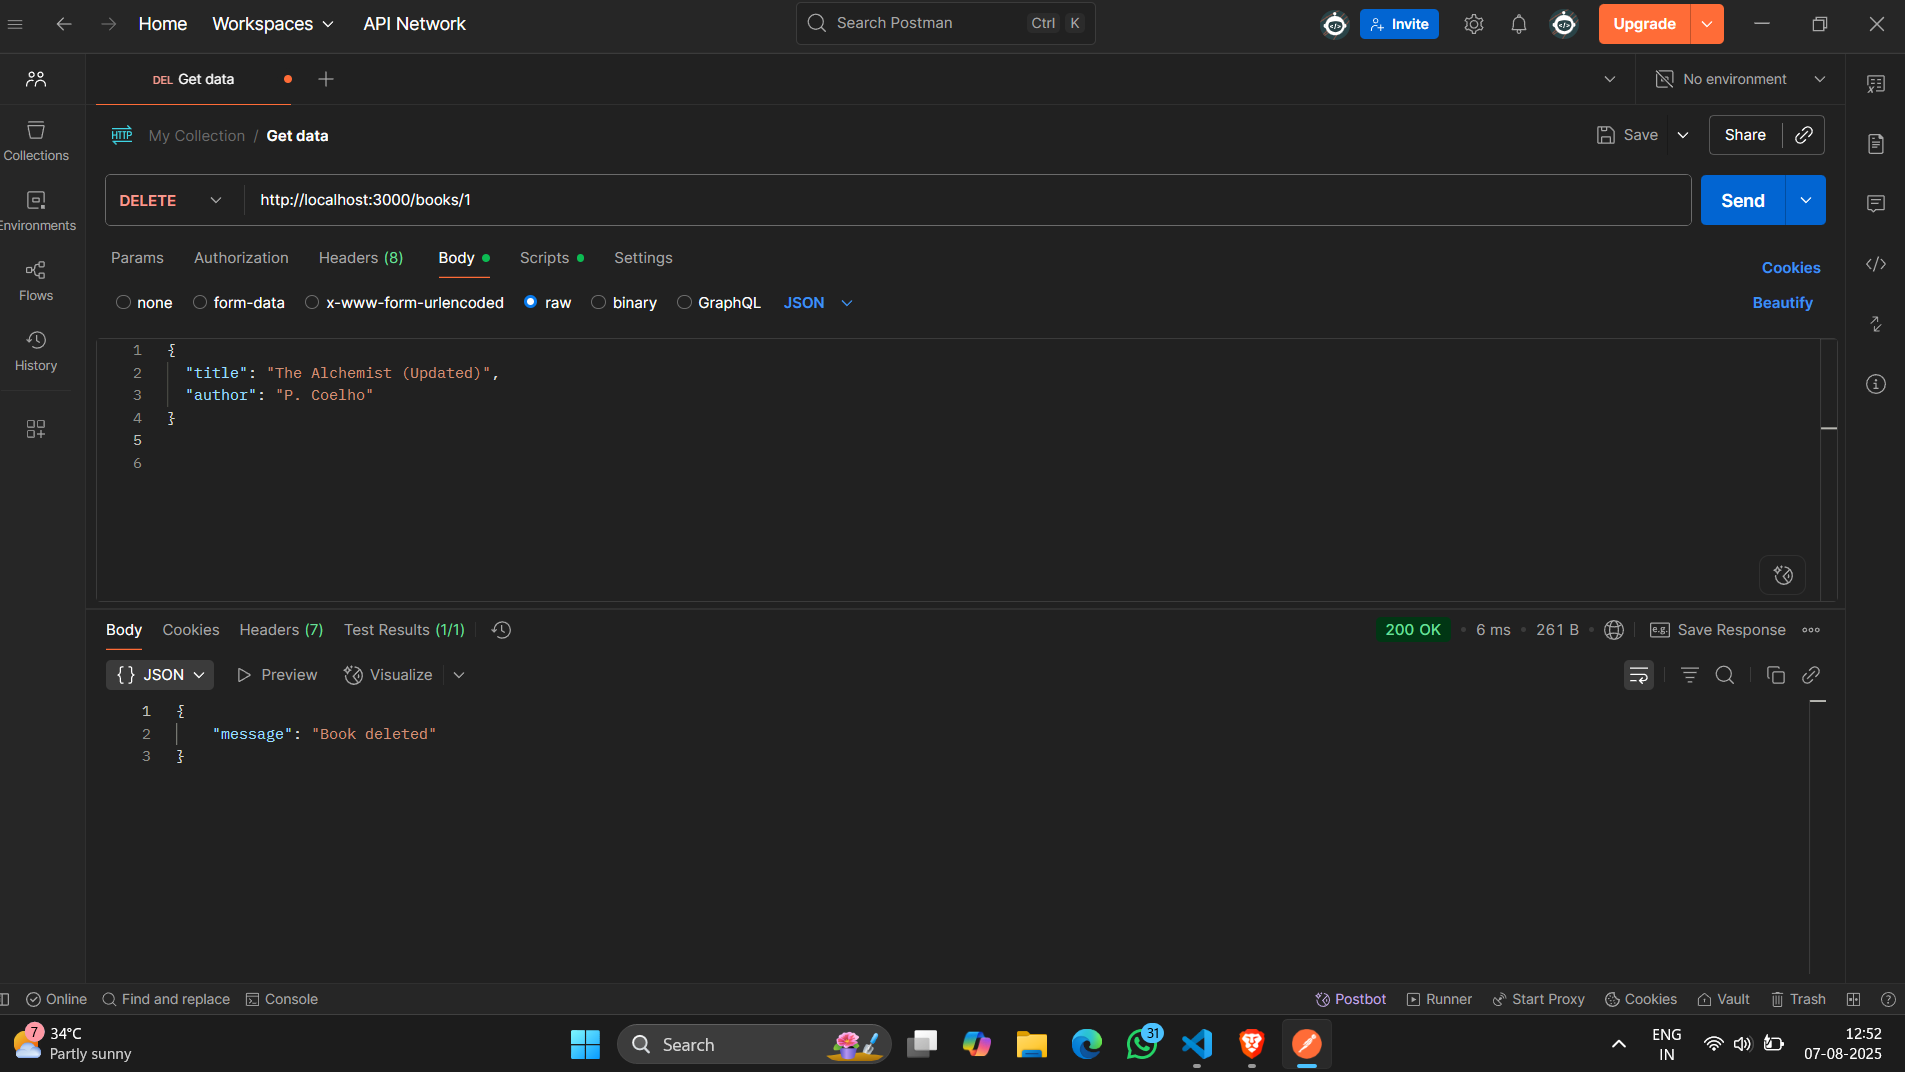 Home Workspaces API Network Search Postman Ctrl K Invite Upgrade
DEL Get data No environment
HTTP My Collection / Get data Save Share
Collections
Environments
Flows
History
DELETE http://localhost:3000/books/1 Send
Params Authorization Headers (8) Body Scripts Settings Cookies
none form-data x-www-form-urlencoded raw binary GraphQL JSON Beautify
1 {
2 "title": "The Alchemist (Updated)",
3 "author": "P. Coelho"
4 }
5
6
Body Cookies Headers (7) Test Results (1/1) 200 OK • 6 ms • 261 B • e.g. Save Response
{} JSON Preview Visualize
1 {
2 "message": "Book deleted"
3 }
Online Find and replace Console Postbot Runner Start Proxy Cookies Vault Trash
7 34°C
Partly sunny
Search
31
ENG
IN
12:52
07-08-2025